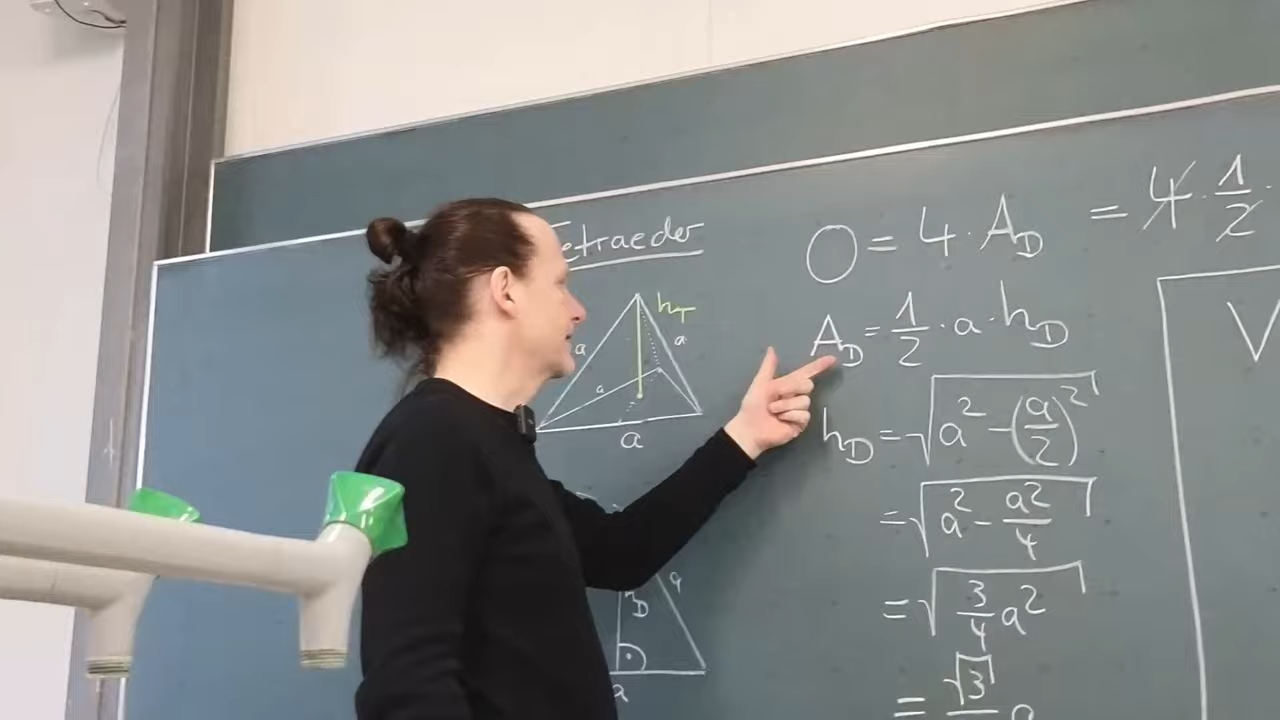 Tetraeder
h_T
a
a
a
a
a
h_D
a
O = 4 · A_D = 4 · 1/2 ·
A_D = 1/2 · a · h_D
h_D = √(a² - (a/2)²)
= √(a² - a²/4)
= √(3/4 a²)
= √3/ a
V